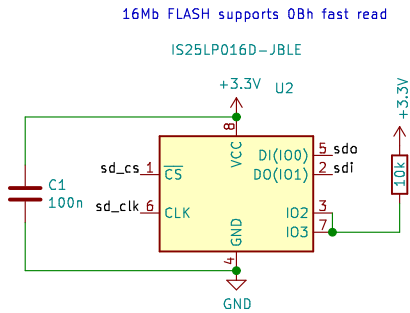 16Mb FLASH supports 0Bh fast read
IS25LP016D-JBLE
+3.3V
U2
+3.3V
8
VCC
DI(IO0)
5
sdo
sd_cs
1
CS
DO(IO1)
2
sdi
10k
C1
100n
sd_clk
6
CLK
IO2
3
GND
IO3
7
4
GND